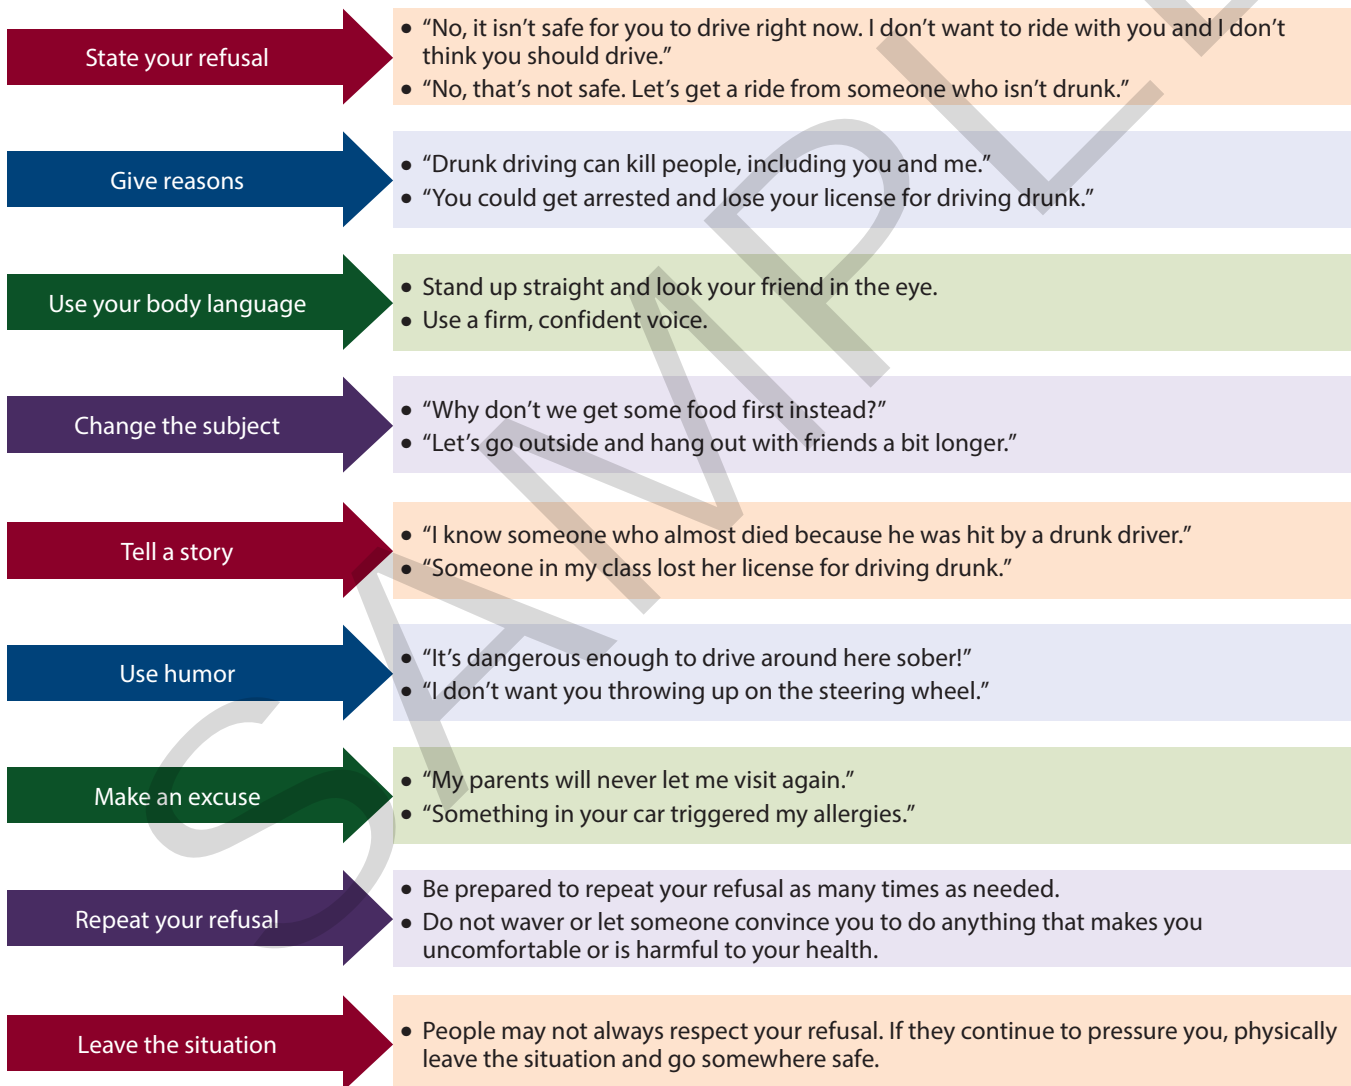 State your refusal
• “No, it isn’t safe for you to drive right now. I don’t want to ride with you and I don’t
think you should drive.”
• “No, that’s not safe. Let’s get a ride from someone who isn’t drunk.”
Give reasons
• “Drunk driving can kill people, including you and me.”
• “You could get arrested and lose your license for driving drunk.”
Use your body language
• Stand up straight and look your friend in the eye.
• Use a firm, confident voice.
Change the subject
• “Why don’t we get some food first instead?”
• “Let’s go outside and hang out with friends a bit longer.”
Tell a story
• “I know someone who almost died because he was hit by a drunk driver.”
• “Someone in my class lost her license for driving drunk.”
Use humor
• “It’s dangerous enough to drive around here sober!”
• “I don’t want you throwing up on the steering wheel.”
Make an excuse
• “My parents will never let me visit again.”
• “Something in your car triggered my allergies.”
Repeat your refusal
• Be prepared to repeat your refusal as many times as needed.
• Do not waver or let someone convince you to do anything that makes you
uncomfortable or is harmful to your health.
Leave the situation
• People may not always respect your refusal. If they continue to pressure you, physically
leave the situation and go somewhere safe.
SAMPL